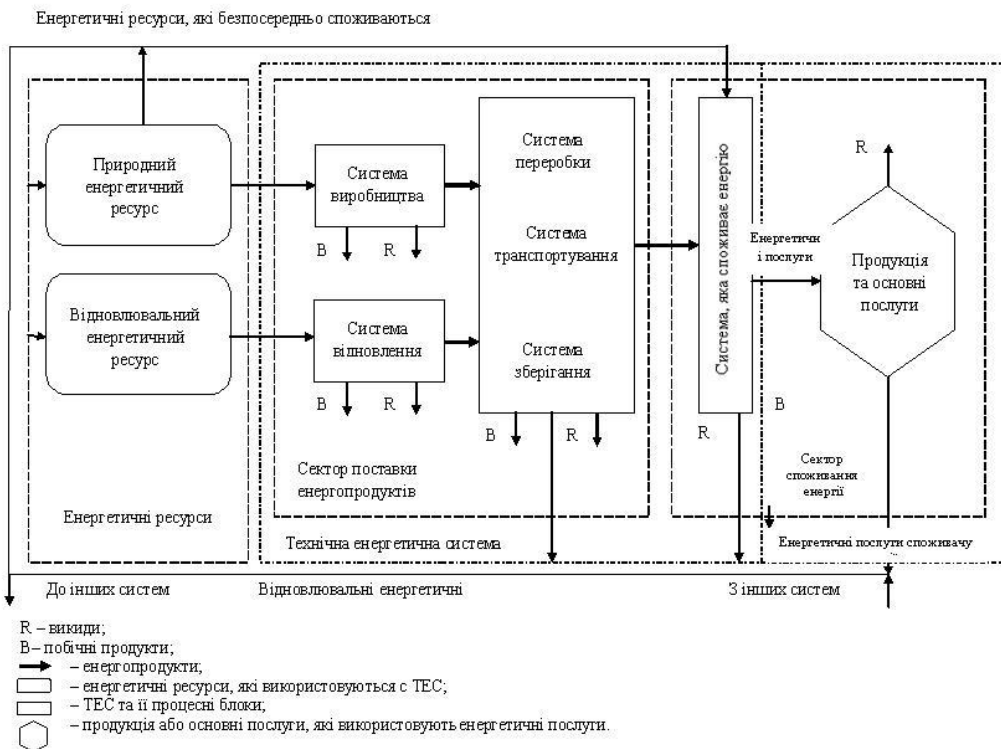 Енергетичні ресурси, які безпосередньо споживаються
Природний
енергетичний
ресурс
Відновлювальний
енергетичний
ресурс
Енергетичні ресурси
Система
виробництва
B
R
Система
відновлення
B
R
Система
переробки
Система
транспортування
Система
зберігання
B
R
Сектор поставки
енергопродуктів
Технічна енергетична система
Система, яка споживає енергію
R
B
Енергетичн
і послуги
R
Продукція
та основні
послуги
Сектор
споживання
енергії
Енергетичні послуги споживачу
До інших систем
Відновлювальні енергетичні
З інших систем
R – викиди;
B– побічні продукти;
– енергопродукти;
– енергетичні ресурси, які використовуються с ТЕС;
– ТЕС та її процесні блоки;
– продукція або основні послуги, які використовують енергетичні послуги.